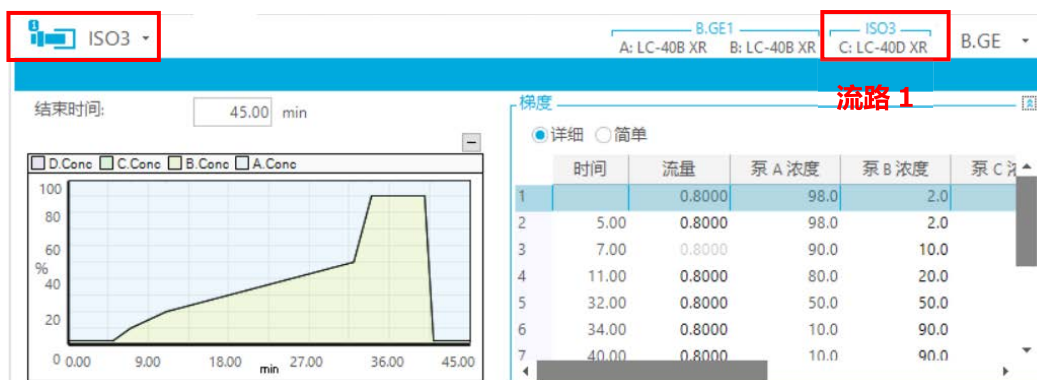 ISO3
B.GE1
ISO3
A: LC-40B XR B: LC-40B XR C: LC-40D XR
B.GE
流路 1
结束时间: 45.00 min
梯度
详细 简单
D.Conc C.Conc B.Conc A.Conc
100
80
60
%
40
20
0 0.00 9.00 18.00 min 27.00 36.00 45.00
时间 流量 泵 A 浓度 泵 B 浓度 泵 C
1 0.8000 98.0 2.0
2 5.00 0.8000 98.0 2.0
3 7.00 0.8000 90.0 10.0
4 11.00 0.8000 80.0 20.0
5 32.00 0.8000 50.0 50.0
6 34.00 0.8000 10.0 90.0
7 40.00 0.8000 10.0 90.0